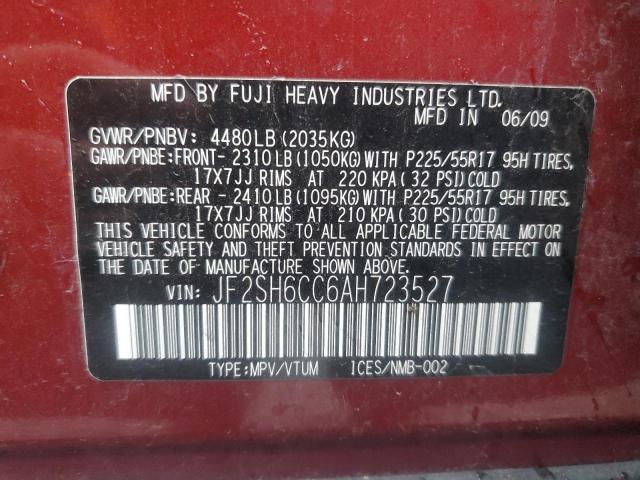 MFD BY FUJI HEAVY INDUSTRIES LTD.
MFD IN 06/09
GVWR/PNBV: 4480LB(2035KG)
GAWR/PNBE:FRONT- 2310LB(1050KG)WITH P225/55R17 95H TIRES,
17X7JJ RIMS AT 220 KPA(32 PSI)COLD
GAWR/PNBE:REAR - 2410LB(1095KG)WITH P225/55R17 95H TIRES,
17X7JJ RIMS AT 210 KPA(30 PSI)COLD
THIS VEHICLE CONFORMS TO ALL APPLICABLE FEDERAL MOTOR
VEHICLE SAFETY AND THEFT PREVENTION STANDARDS IN EFFECT ON
THE DATE OF MANUFACTURE SHOWN ABOVE.
VIN: JF2SH6CC6AH723527
TYPE:MPV/VTUM ICES/NMB-002